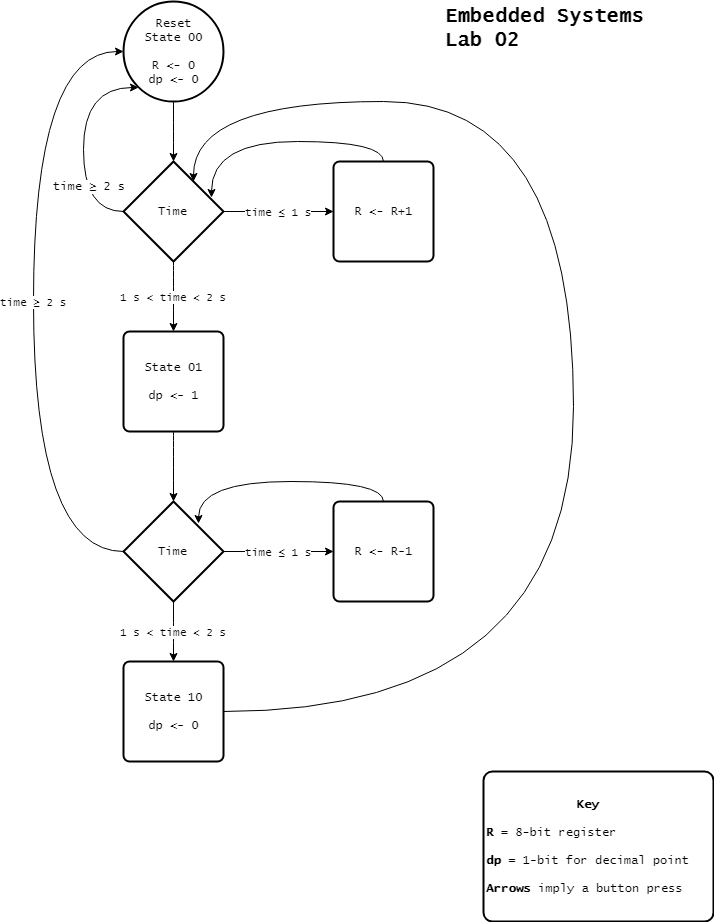 Embedded Systems
Lab 02
Reset
State 00
R <- 0
dp <- 0
time ≥ 2 s
Time
time ≤ 1 s
R <- R+1
1 s < time < 2 s
time ≥ 2 s
State 01
dp <- 1
Time
time ≤ 1 s
R <- R-1
1 s < time < 2 s
State 10
dp <- 0
Key
R = 8-bit register
dp = 1-bit for decimal point
Arrows imply a button press